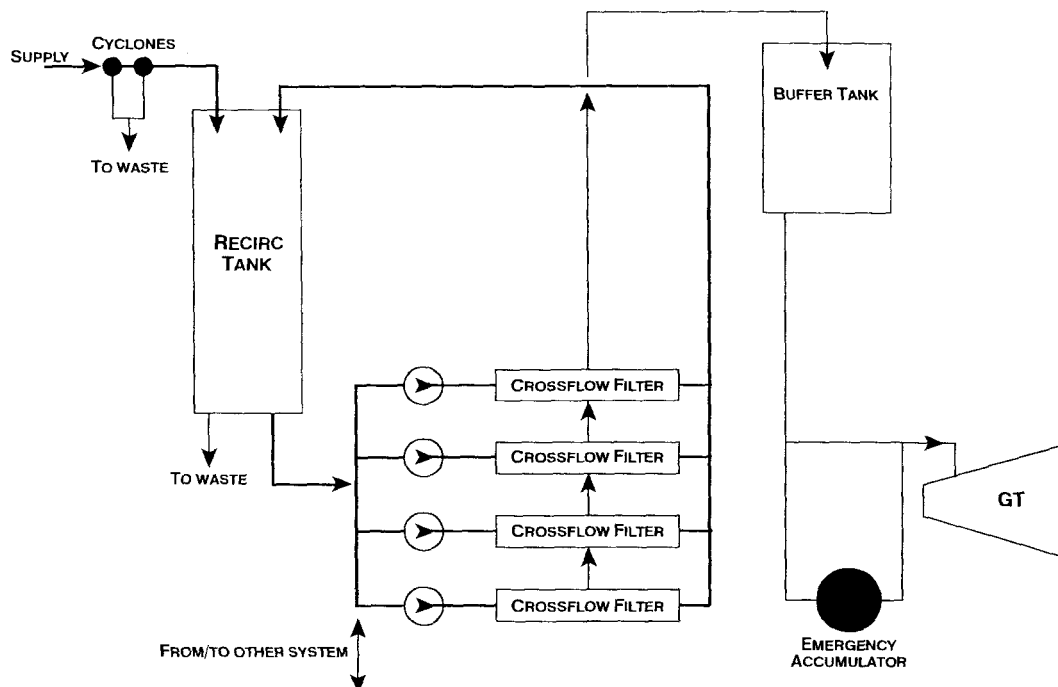 CYCLONES
SUPPLY
TO WASTE
BUFFER TANK
RECIRC
TANK
CROSSFLOW FILTER
CROSSFLOW FILTER
TO WASTE
GT
CROSSFLOW FILTER
CROSSFLOW FILTER
FROM/TO OTHER SYSTEM
EMERGENCY
ACCUMULATOR